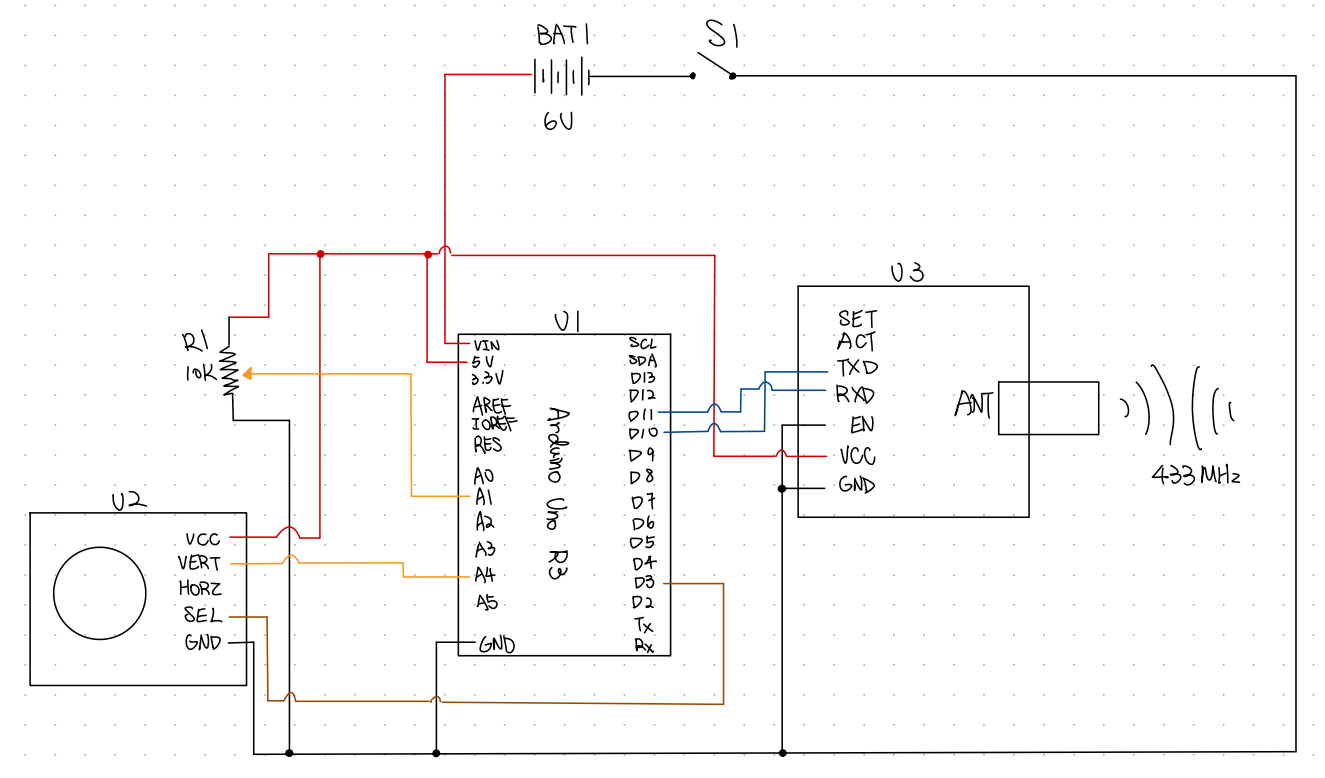 BAT1
6V
S1
R1
10K
U1
VIN
5V
3.3V
AREF
IOREF
RES
A0
A1
A2
A3
A4
A5
GND
Arduino Uno R3
SCL
SDA
D13
D12
D11
D10
D9
D8
D7
D6
D5
D4
D3
D2
Tx
Rx
U3
SET
ACT
TXD
RXD
EN
VCC
GND
ANT
433 MHz
U2
VCC
VERT
HORZ
SEL
GND